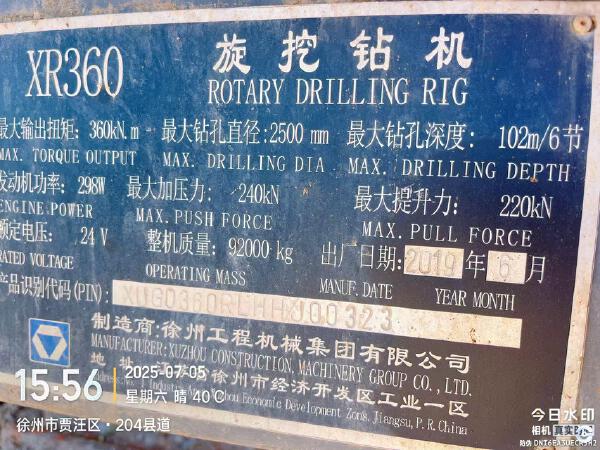 XR360 旋挖钻机
ROTARY DRILLING RIG
最大输出扭矩: 360kN.m 最大钻孔直径:2500 mm 最大钻孔深度: 102m/6节
MAX. TORQUE OUTPUT MAX. DRILLING DIA MAX. DRILLING DEPTH
发动机功率: 298W 最大加压力: 240kN 最大提升力: 220kN
ENGINE POWER MAX. PUSH FORCE MAX. PULL FORCE
额定电压: 24V 整机质量: 92000 kg 出厂日期: 2019 年 6 月
RATED VOLTAGE OPERATING MASS MANUF. DATE YEAR MONTH
产品识别代码(PIN): XUG0360RLHHJ00323
制造商:徐州工程机械集团有限公司
MANUFACTURER: XUZHOU CONSTRUCTION MACHINERY GROUP CO., LTD.
地 址: 徐州市经济开发区工业一区
Industry Xuzhou Economic Development Zone, Jiangsu, P.R.China
15:56
2025-07-05
星期六 晴 40℃
徐州市贾汪区·204县道
今日水印
相机 真实
防伪 DNT6EA3UECR5H2